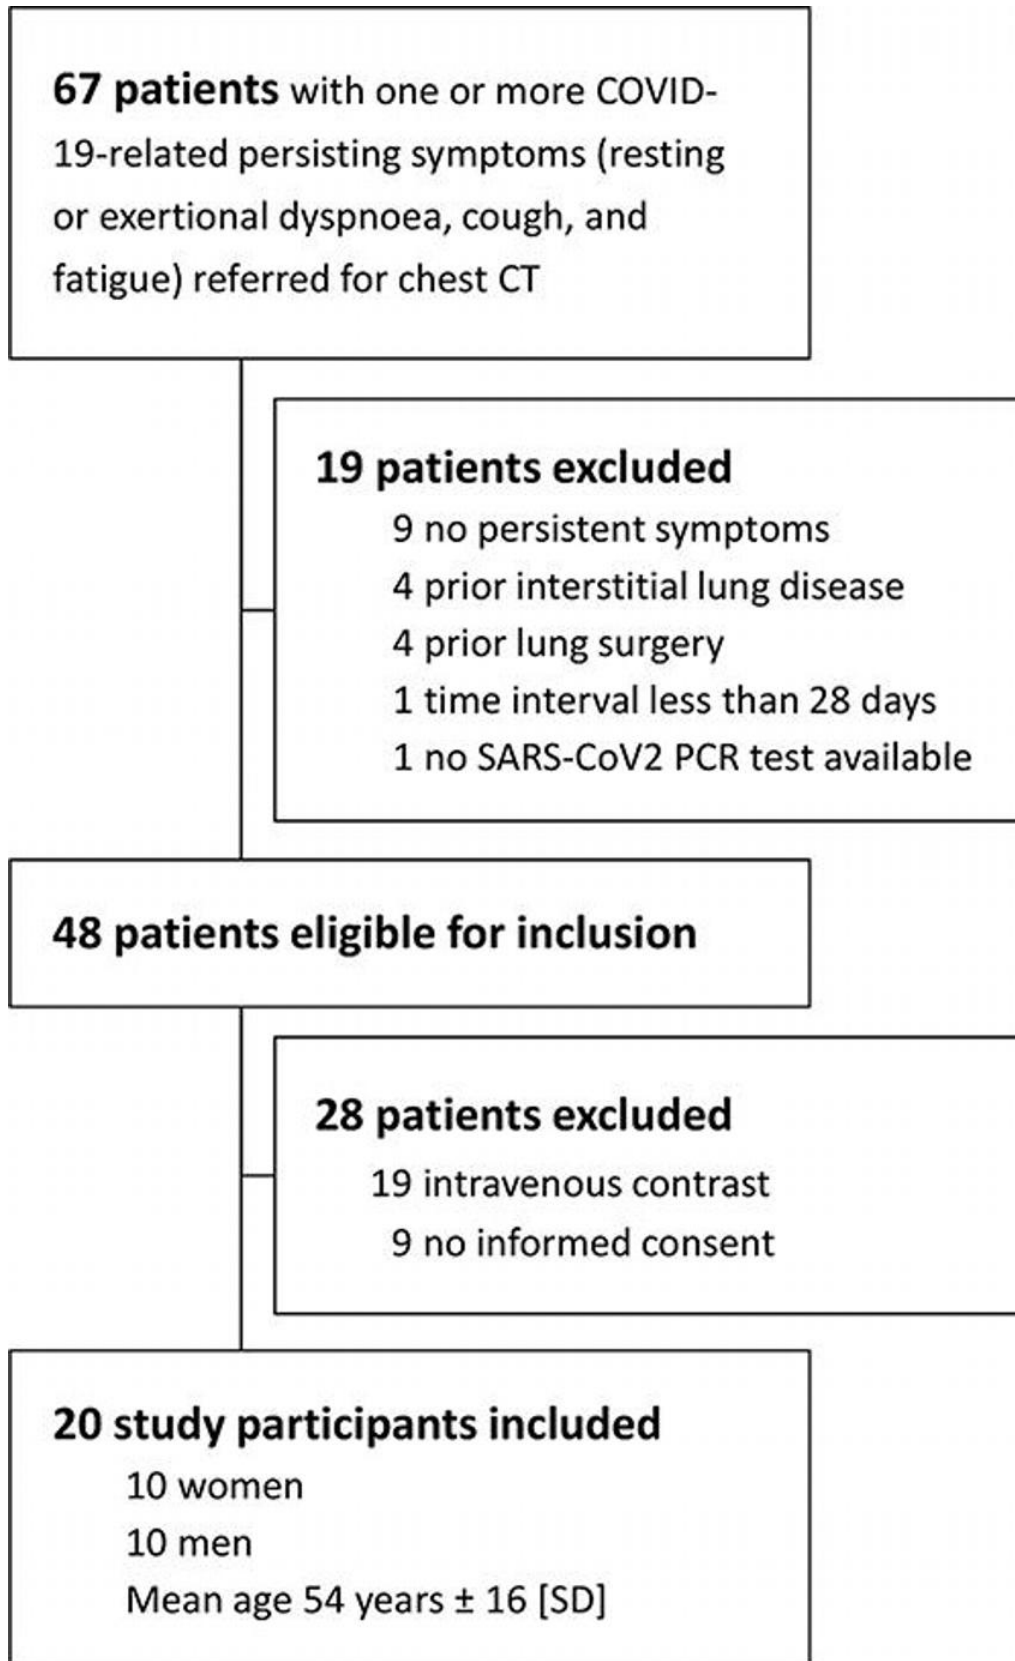 67 patients with one or more COVID-
19-related persisting symptoms (resting
or exertional dyspnoea, cough, and
fatigue) referred for chest CT
19 patients excluded
9 no persistent symptoms
4 prior interstitial lung disease
4 prior lung surgery
1 time interval less than 28 days
1 no SARS-CoV2 PCR test available
48 patients eligible for inclusion
28 patients excluded
19 intravenous contrast
9 no informed consent
20 study participants included
10 women
10 men
Mean age 54 years ± 16 [SD]